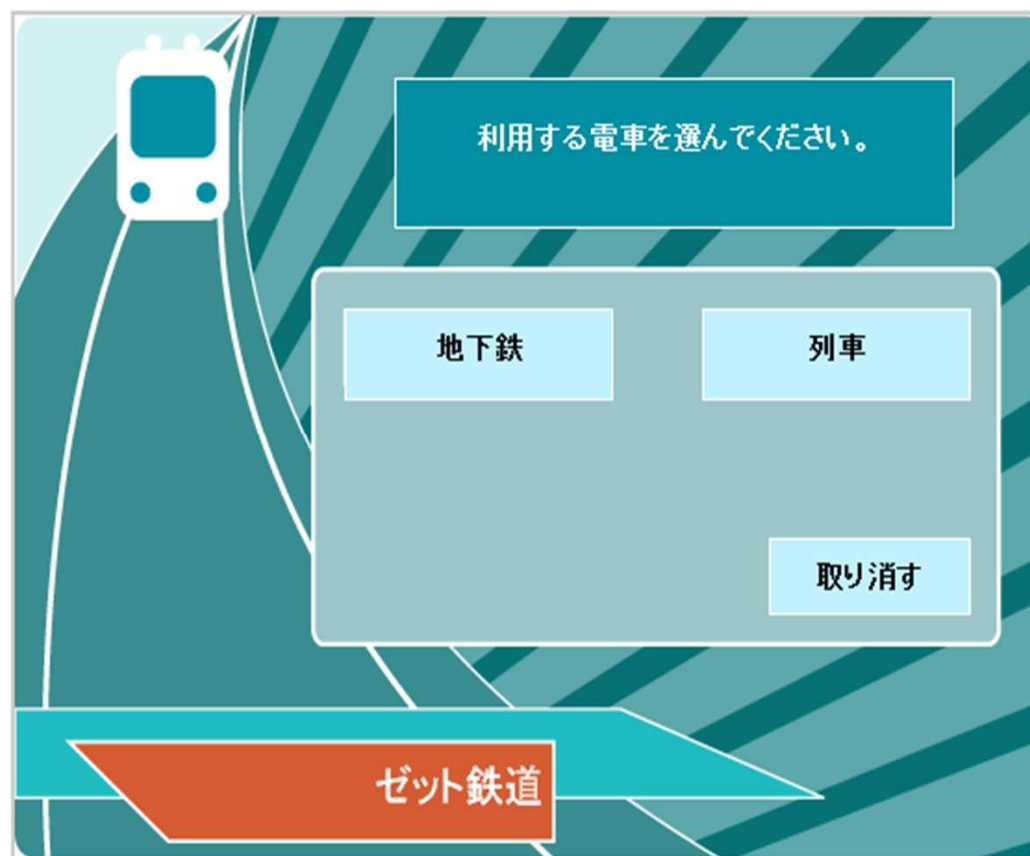 利用する電車を選んでください。
地下鉄
列車
取り消す
ゼット鉄道